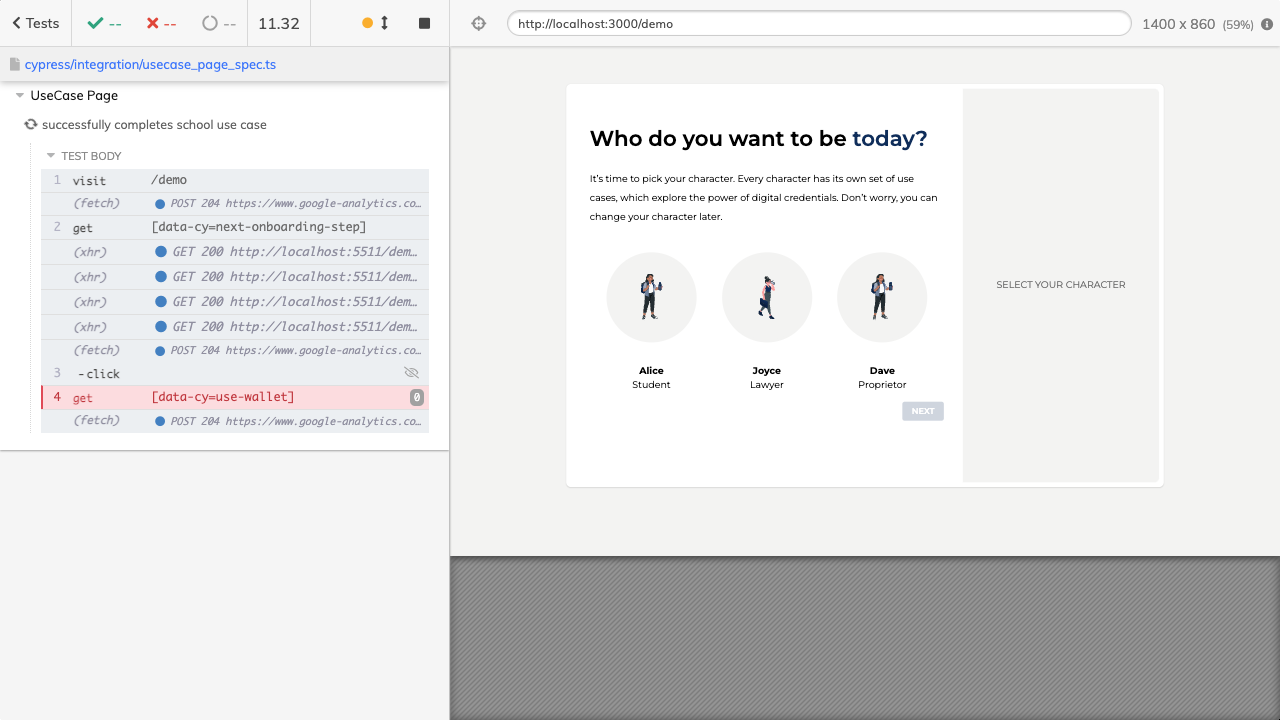 Tests
--
--
--
11.32
http://localhost:3000/demo
1400 x 860 (59%)
cypress/integration/usecase_page_spec.ts
UseCase Page
successfully completes school use case
TEST BODY
1 visit /demo
(fetch) POST 204 https://www.google-analytics.co…
2 get [data-cy=next-onboarding-step]
(xhr) GET 200 http://localhost:5511/dem…
(xhr) GET 200 http://localhost:5511/dem…
(xhr) GET 200 http://localhost:5511/dem…
(xhr) GET 200 http://localhost:5511/dem…
(fetch) POST 204 https://www.google-analytics.co…
3 -click
4 get [data-cy=use-wallet] 0
(fetch) POST 204 https://www.google-analytics.co…
Who do you want to be today?
It's time to pick your character. Every character has its own set of use
cases, which explore the power of digital credentials. Don't worry, you can
change your character later.
Alice
Student
Joyce
Lawyer
Dave
Proprietor
NEXT
SELECT YOUR CHARACTER